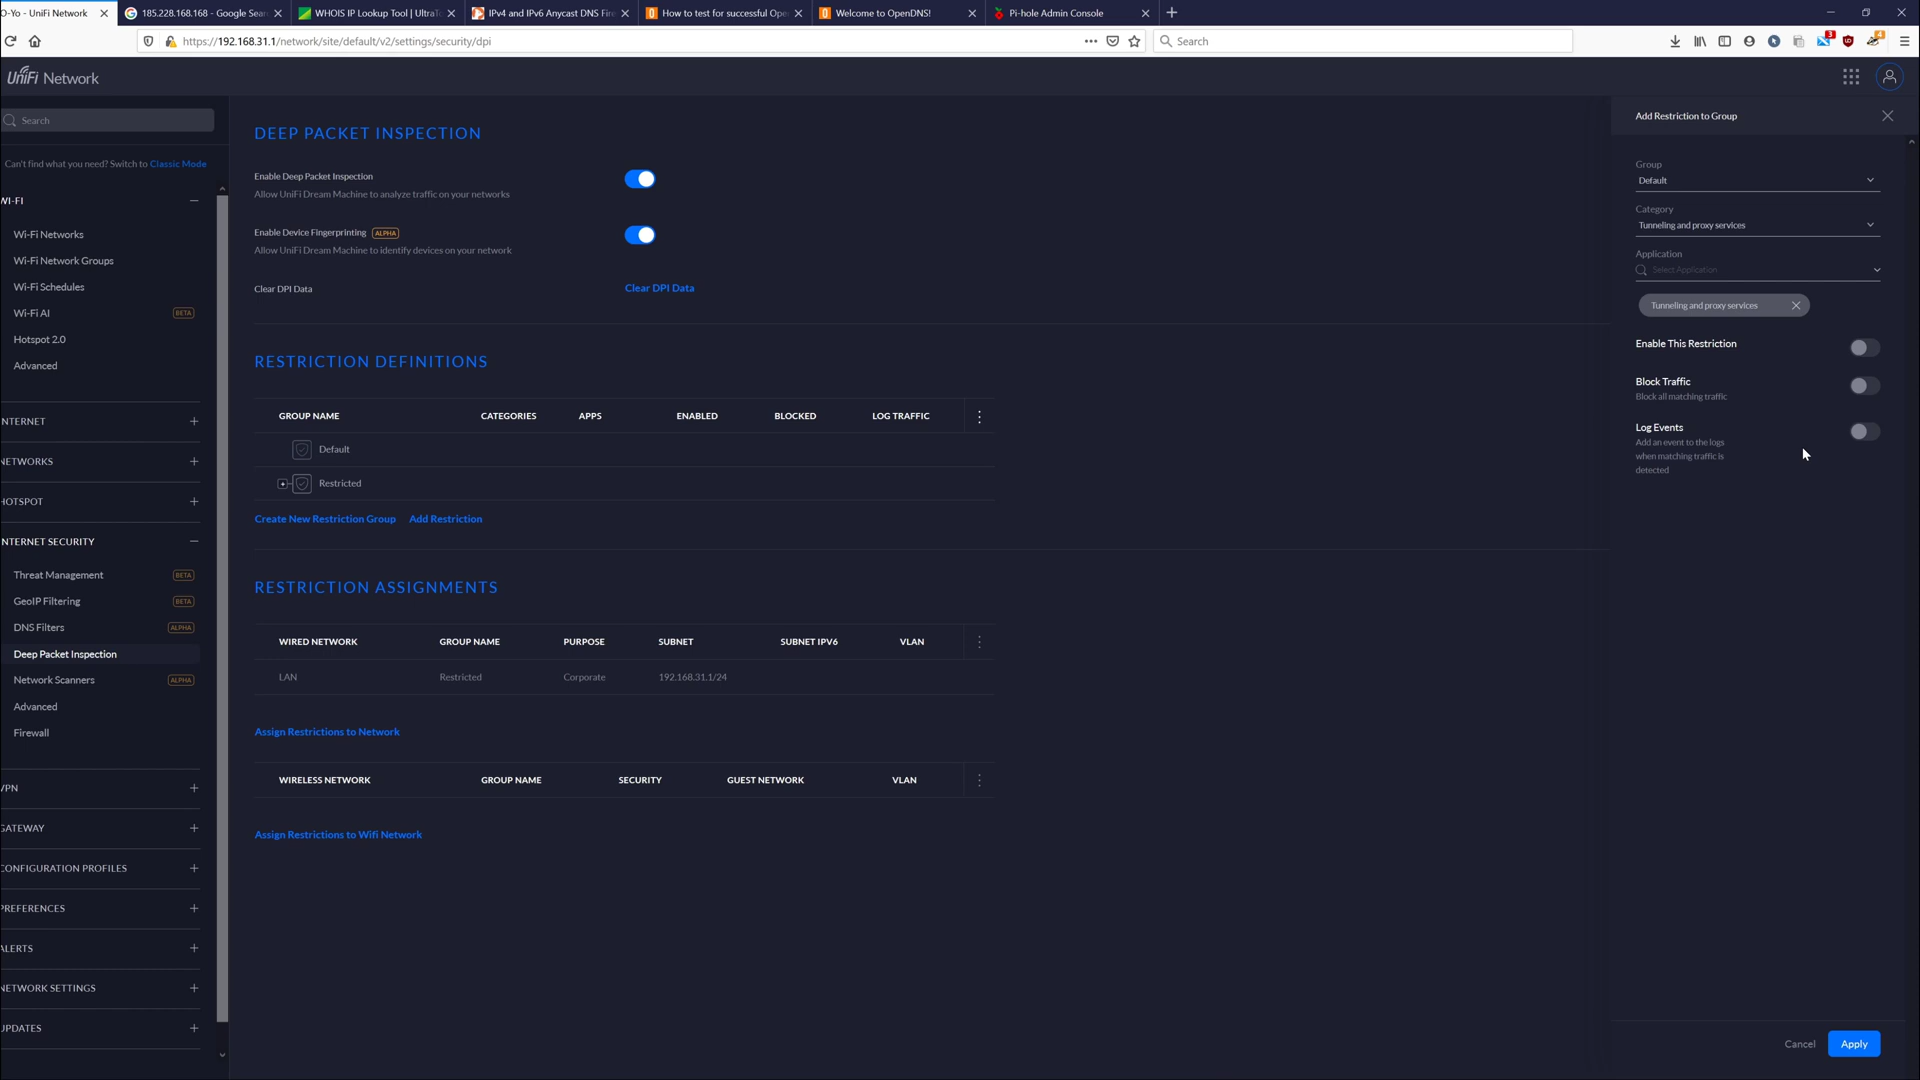 O-Yo - UniFi Network
185.228.168.168 - Google Sear
WHOIS IP Lookup Tool | UltraTo
IPv4 and IPv6 Anycast DNS Fire
How to test for successful Open
Welcome to OpenDNS!
Pi-hole Admin Console
https://192.168.31.1/network/site/default/v2/settings/security/dpi
Search
3
4
UniFi Network
Search
Can't find what you need? Switch to Classic Mode
WI-FI
Wi-Fi Networks
Wi-Fi Network Groups
Wi-Fi Schedules
Wi-Fi AI BETA
Hotspot 2.0
Advanced
NTERNET
NETWORKS
HOTSPOT
NTERNET SECURITY
Threat Management BETA
GeoIP Filtering BETA
DNS Filters ALPHA
Deep Packet Inspection
Network Scanners ALPHA
Advanced
Firewall
VPN
GATEWAY
CONFIGURATION PROFILES
PREFERENCES
ALERTS
NETWORK SETTINGS
UPDATES
DEEP PACKET INSPECTION
Enable Deep Packet Inspection
Allow UniFi Dream Machine to analyze traffic on your networks
Enable Device Fingerprinting ALPHA
Allow UniFi Dream Machine to identify devices on your network
Clear DPI Data Clear DPI Data
RESTRICTION DEFINITIONS
GROUP NAME CATEGORIES APPS ENABLED BLOCKED LOG TRAFFIC
Default
Restricted
Create New Restriction Group Add Restriction
RESTRICTION ASSIGNMENTS
WIRED NETWORK GROUP NAME PURPOSE SUBNET SUBNET IPV6 VLAN
LAN Restricted Corporate 192.168.31.1/24
Assign Restrictions to Network
WIRELESS NETWORK GROUP NAME SECURITY GUEST NETWORK VLAN
Assign Restrictions to Wifi Network
Add Restriction to Group
Group
Default
Category
Tunneling and proxy services
Application
Select Application
Tunneling and proxy services
Enable This Restriction
Block Traffic
Block all matching traffic
Log Events
Add an event to the logs
when matching traffic is
detected
Cancel Apply